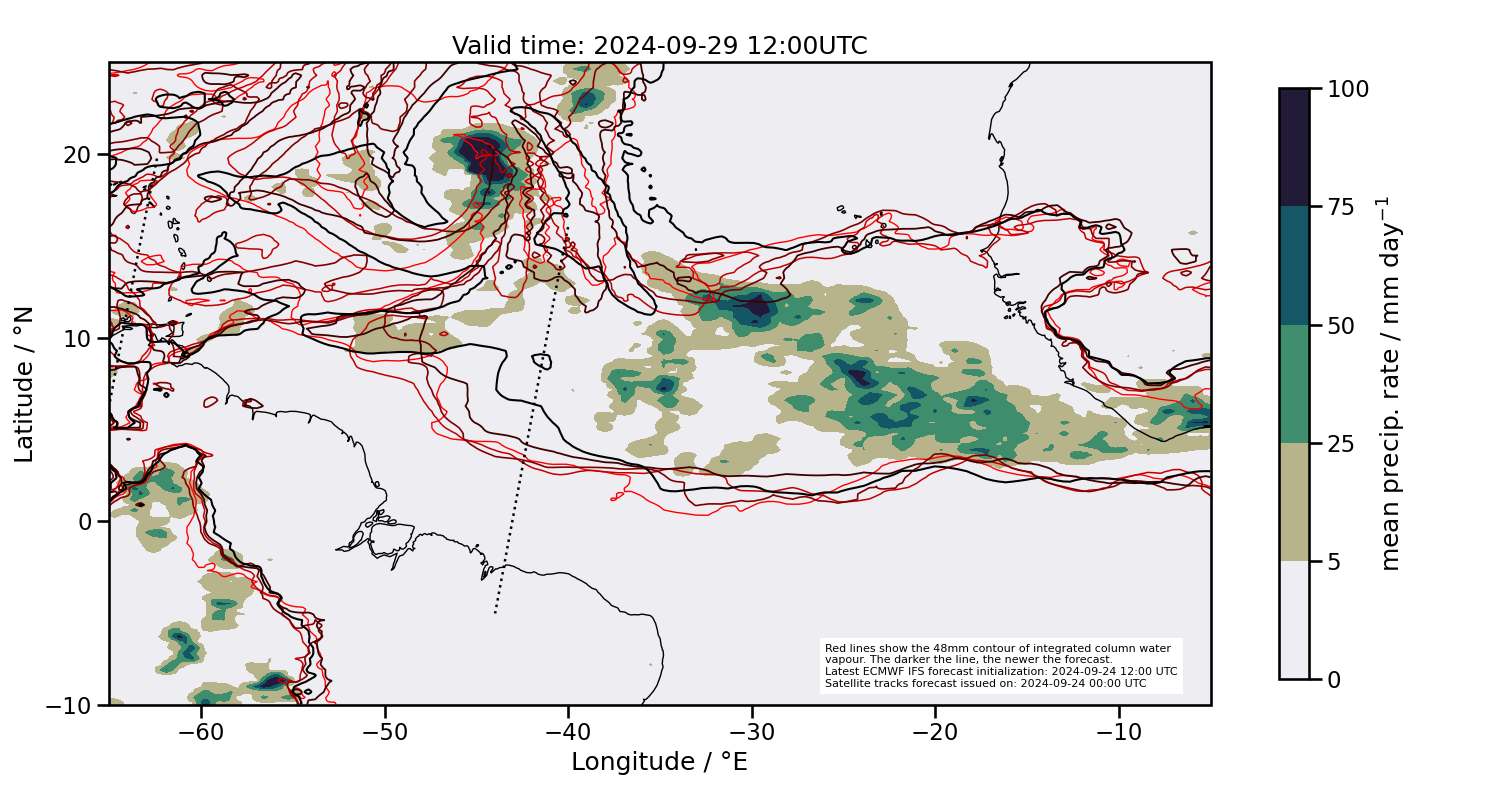 Valid time: 2024-09-29 12:00UTC
Latitude / °N
20
10
0
−10
−60
−50
−40
−30
−20
−10
Longitude / °E
Red lines show the 48mm contour of integrated column water
vapour. The darker the line, the newer the forecast.
Latest ECMWF IFS forecast initialization: 2024-09-24 12:00 UTC
Satellite tracks forecast issued on: 2024-09-24 00:00 UTC
100
75
50
25
5
0
mean precip. rate / mm day⁻¹